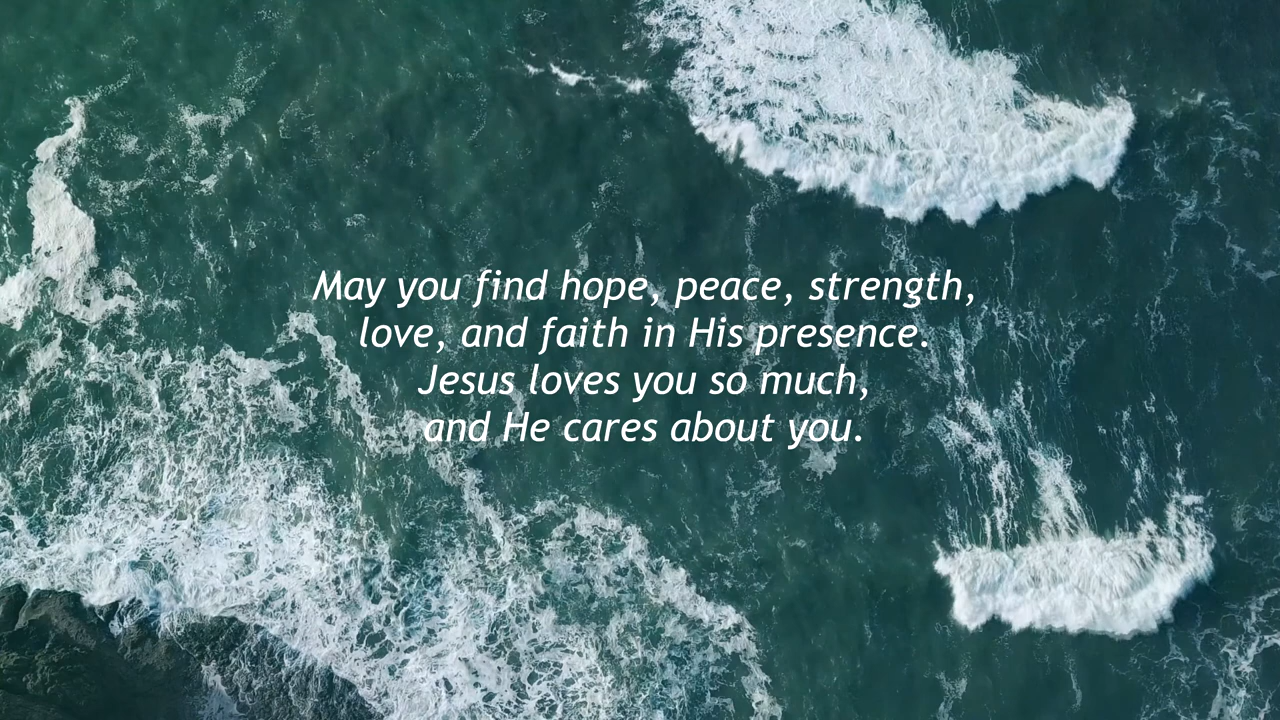 May you find hope, peace, strength,
love, and faith in His presence.
Jesus loves you so much,
and He cares about you.